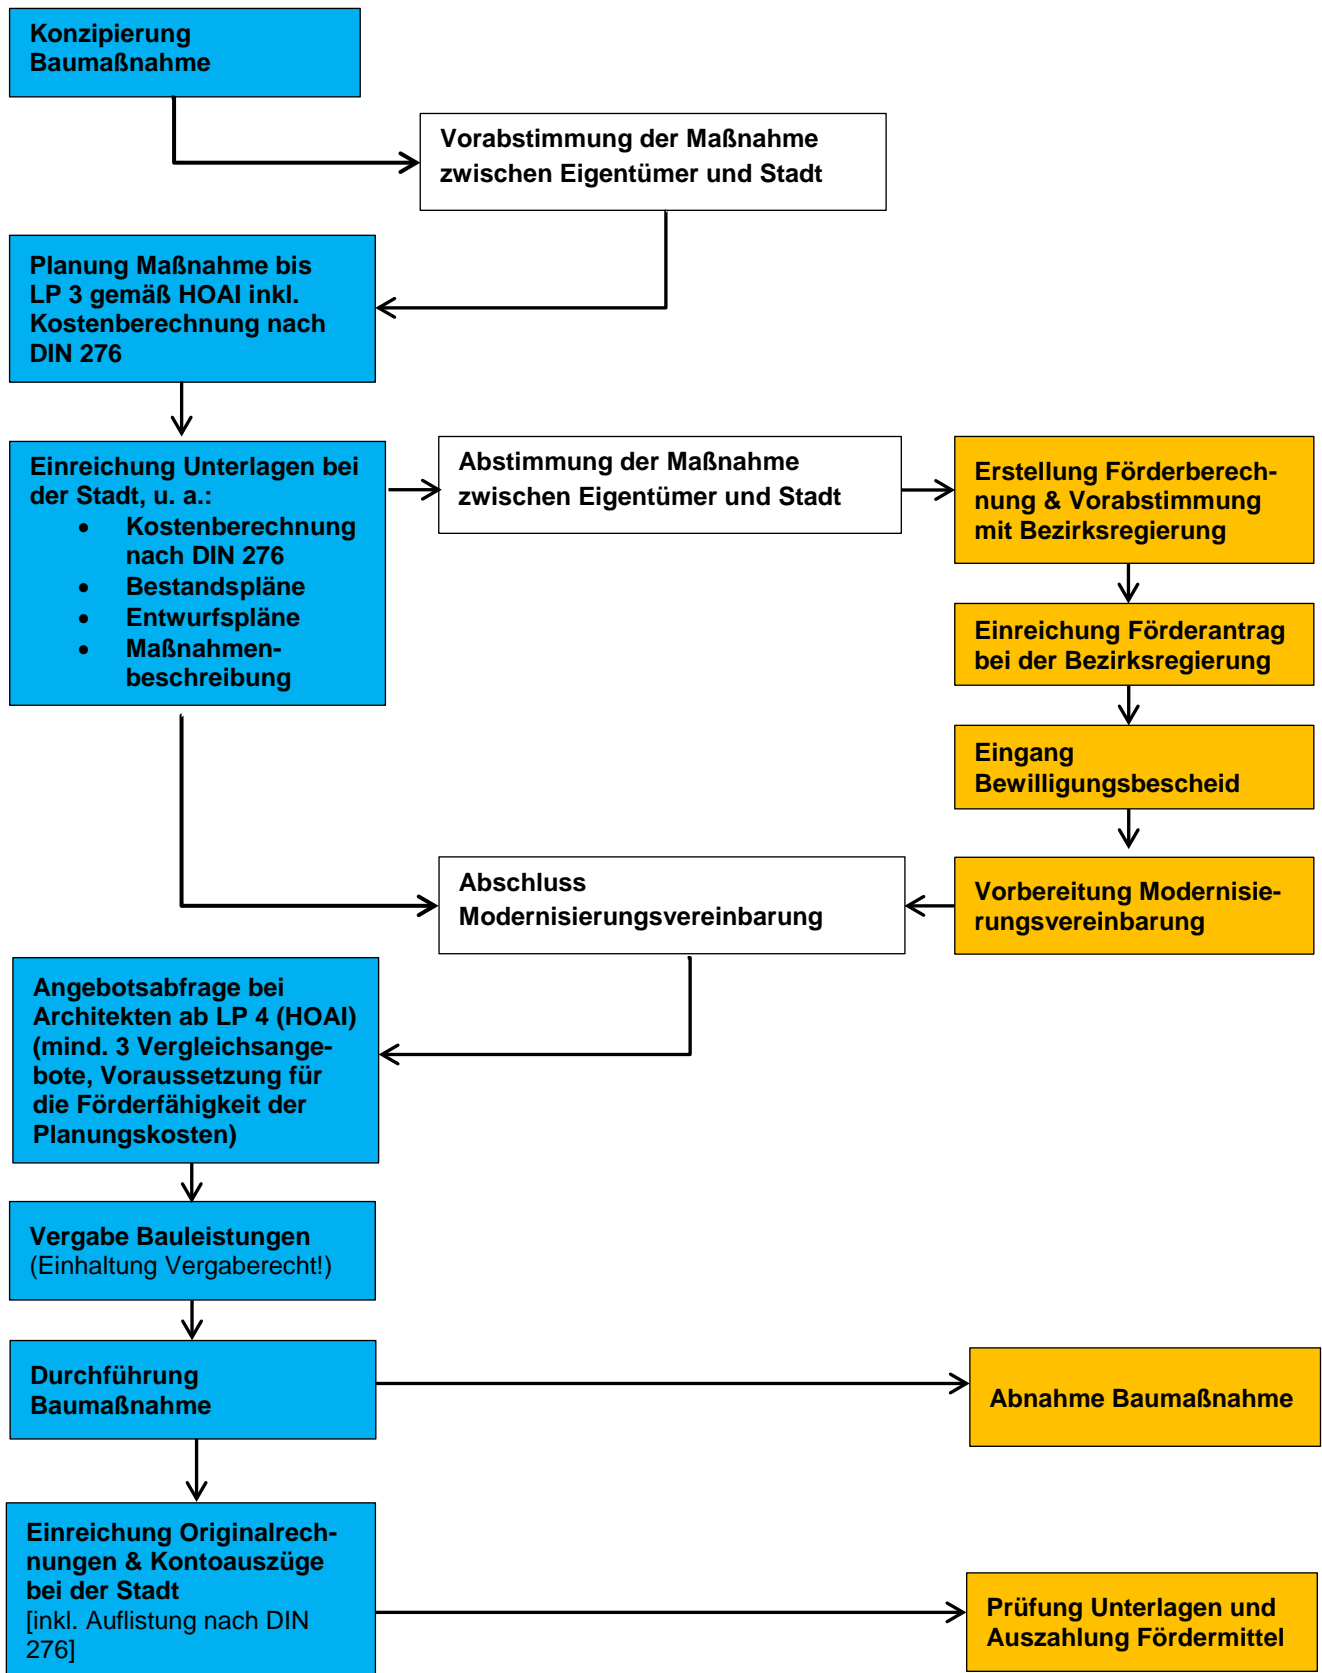 Konzipierung
Baumaßnahme
Vorabstimmung der Maßnahme
zwischen Eigentümer und Stadt
Planung Maßnahme bis
LP 3 gemäß HOAI inkl.
Kostenberechnung nach
DIN 276
Einreichung Unterlagen bei
der Stadt, u. a.:
• Kostenberechnung
nach DIN 276
• Bestandspläne
• Entwurfspläne
• Maßnahmen-
beschreibung
Abstimmung der Maßnahme
zwischen Eigentümer und Stadt
Erstellung Förderberech-
nung & Vorabstimmung
mit Bezirksregierung
Einreichung Förderantrag
bei der Bezirksregierung
Eingang
Bewilligungsbescheid
Vorbereitung Modernisie-
rungsvereinbarung
Abschluss
Modernisierungsvereinbarung
Angebotsabfrage bei
Architekten ab LP 4 (HOAI)
(mind. 3 Vergleichsange-
bote, Voraussetzung für
die Förderfähigkeit der
Planungskosten)
Vergabe Bauleistungen
(Einhaltung Vergaberecht!)
Durchführung
Baumaßnahme
Abnahme Baumaßnahme
Einreichung Originalrech-
nungen & Kontoauszüge
bei der Stadt
[inkl. Auflistung nach DIN
276]
Prüfung Unterlagen und
Auszahlung Fördermittel